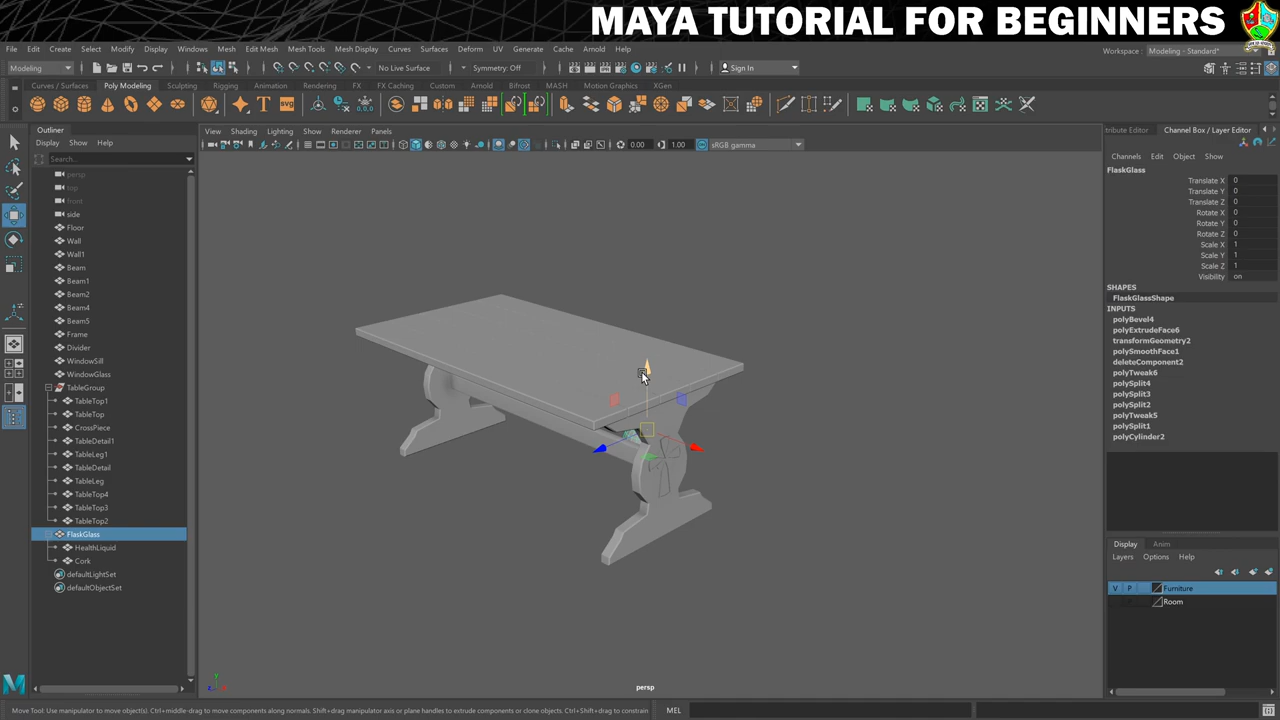 MAYA TUTORIAL FOR BEGINNERS
File Edit Create Select Modify Display Windows Mesh Edit Mesh Mesh Tools Mesh Display Curves Surfaces Deform UV Generate Cache Arnold Help
Workspace : Modeling - Standard*
Modeling No Live Surface Symmetry: Off Sign In
Curves / Surfaces Poly Modeling Sculpting Rigging Animation Rendering FX FX Caching Custom Arnold Bifrost MASH Motion Graphics XGen
Outliner
Display Show Help
Search...
persp
top
front
side
Floor
Wall
Wall1
Beam
Beam1
Beam2
Beam4
Beam5
Frame
Divider
WindowSill
WindowGlass
TableGroup
TableTop1
TableTop
CrossPiece
TableDetail1
TableLeg1
TableDetail
TableLeg
TableTop4
TableTop3
TableTop2
FlaskGlass
HealthLiquid
Cork
defaultLightSet
defaultObjectSet
View Shading Lighting Show Renderer Panels
0.00 1.00 sRGB gamma
persp
tribute Editor Channel Box / Layer Editor
Channels Edit Object Show
FlaskGlass
Translate X 0
Translate Y 0
Translate Z 0
Rotate X 0
Rotate Y 0
Rotate Z 0
Scale X 1
Scale Y 1
Scale Z 1
Visibility on
SHAPES
FlaskGlassShape
INPUTS
polyBevel4
polyExtrudeFace6
transformGeometry2
polySmoothFace1
deleteComponent2
polyTweak6
polySplit4
polySplit3
polySplit2
polyTweak5
polySplit1
polyCylinder2
Display Anim
Layers Options Help
V P Furniture
Room
Move Tool: Use manipulator to move object(s). Ctrl+middle-drag to move components along normals. Shift+drag manipulator axis or plane handles to extrude components or clone objects. Ctrl+Shift+drag to constrain
MEL